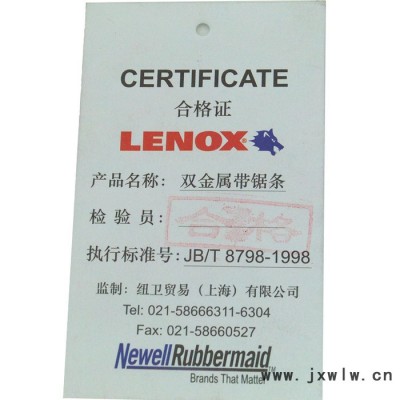 CERTIFICATE
合格证
LENOX
产品名称: 双金属带锯条
检 验 员:
合格
执行标准号: JB/T 8798-1998
监制: 纽卫贸易 (上海) 有限公司
Tel: 021-58666311-6304
Fax: 021-58660527
NewellRubbermaid™
Brands That Matter
www.jxwlw.cn